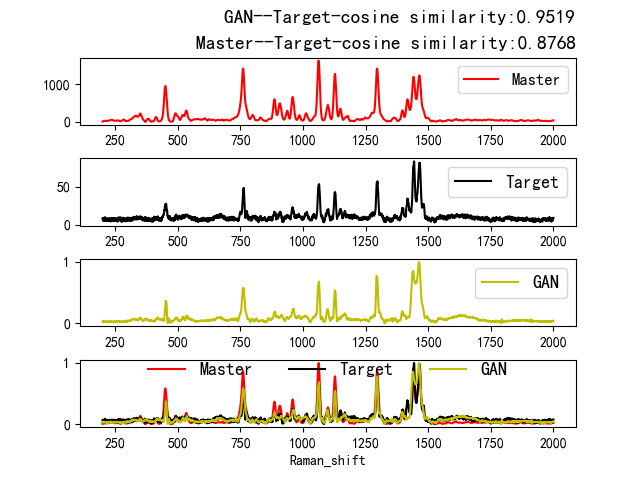 GAN--Target-cosine similarity:0.9519
Master--Target-cosine similarity:0.8768
1000
0
Master
250 500 750 1000 1250 1500 1750 2000
50
0
Target
250 500 750 1000 1250 1500 1750 2000
1
0
GAN
250 500 750 1000 1250 1500 1750 2000
1
0
Master Target GAN
250 500 750 1000 1250 1500 1750 2000
Raman_shift